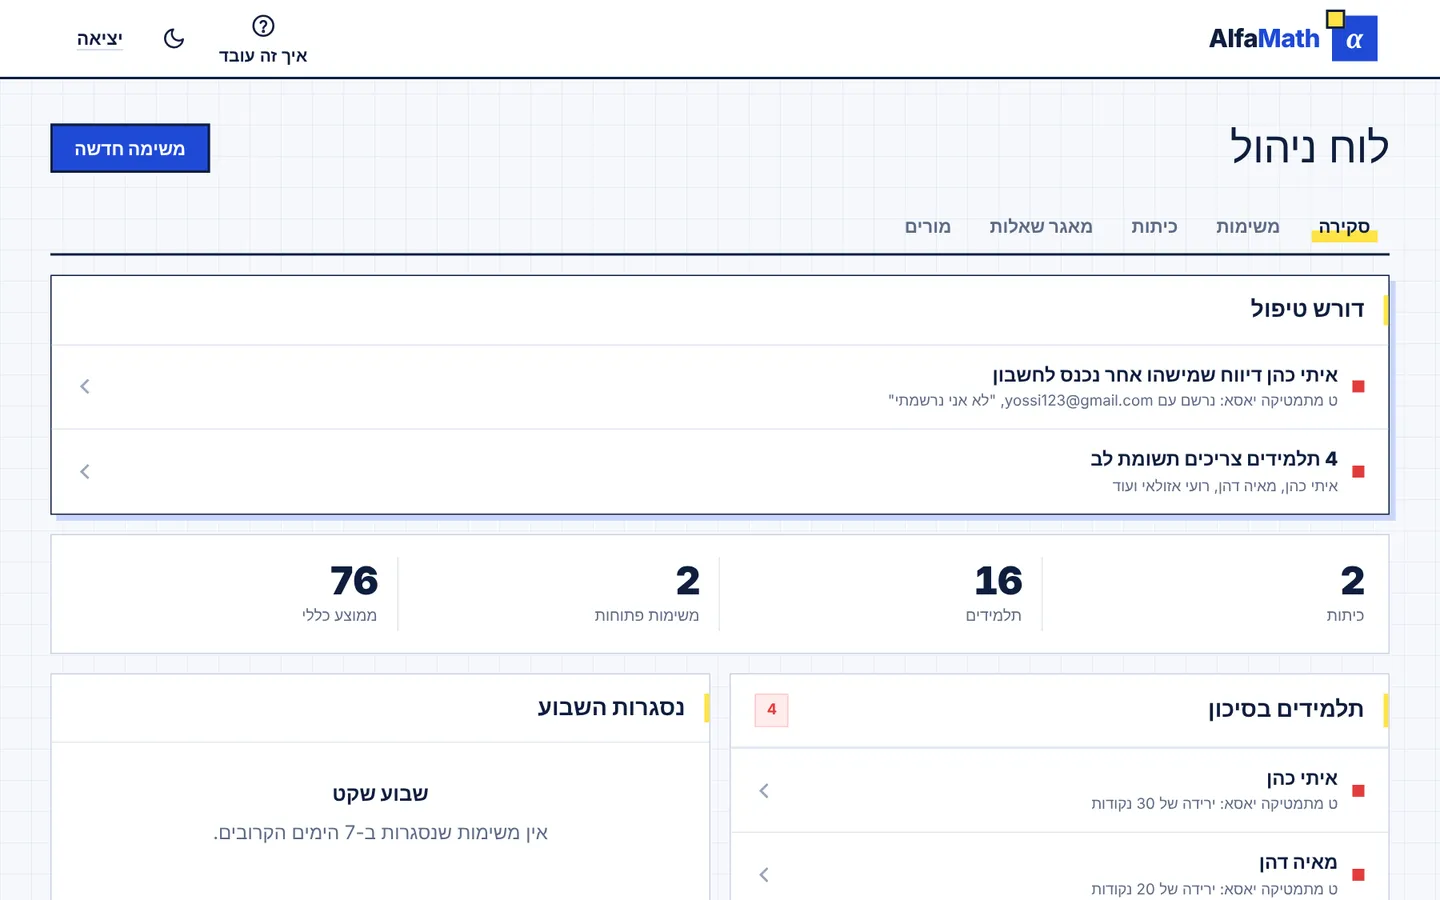 α
AlfaMath
איך זה עובד
יציאה
לוח ניהול
משימה חדשה
סקירה
משימות
כיתות
מאגר שאלות
מורים
דורש טיפול
איתי כהן דיווח שמישהו אחר נכנס לחשבון
ט מתמטיקה יאסא: נרשם עם yossi123@gmail.com, "לא אני נרשמתי"
4 תלמידים צריכים תשומת לב
איתי כהן, מאיה דהן, רועי אזולאי ועוד
2
כיתות
16
תלמידים
2
משימות פתוחות
76
ממוצע כללי
תלמידים בסיכון
4
איתי כהן
ט מתמטיקה יאסא: ירידה של 30 נקודות
מאיה דהן
ט מתמטיקה יאסא: ירידה של 20 נקודות
נסגרות השבוע
שבוע שקט
אין משימות שנסגרות ב-7 הימים הקרובים.